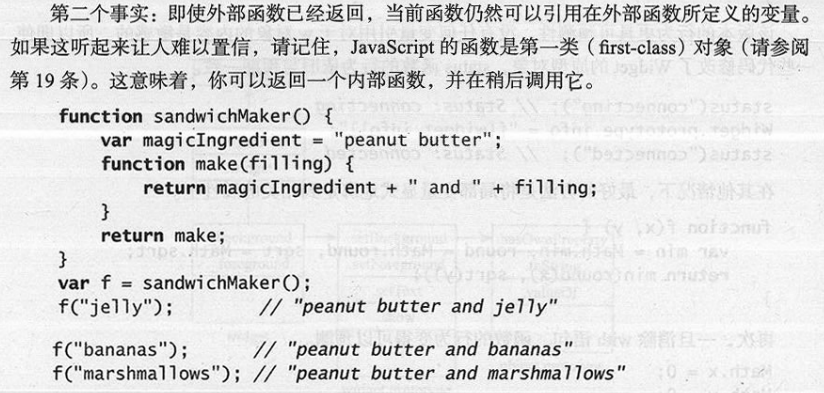 第二个事实：即使外部函数已经返回，当前函数仍然可以引用在外部函数所定义的变量。
如果这听起来让人难以置信，请记住，JavaScript 的函数是第一类（first-class）对象（请参阅
第 19 条）。这意味着，你可以返回一个内部函数，并在稍后调用它。
function sandwichMaker() {
    var magicIngredient = "peanut butter";
    function make(filling) {
        return magicIngredient + " and " + filling;
    }
    return make;
}
var f = sandwichMaker();
f("jelly");        // "peanut butter and jelly"
f("bananas");      // "peanut butter and bananas"
f("marshmallows"); // "peanut butter and marshmallows"